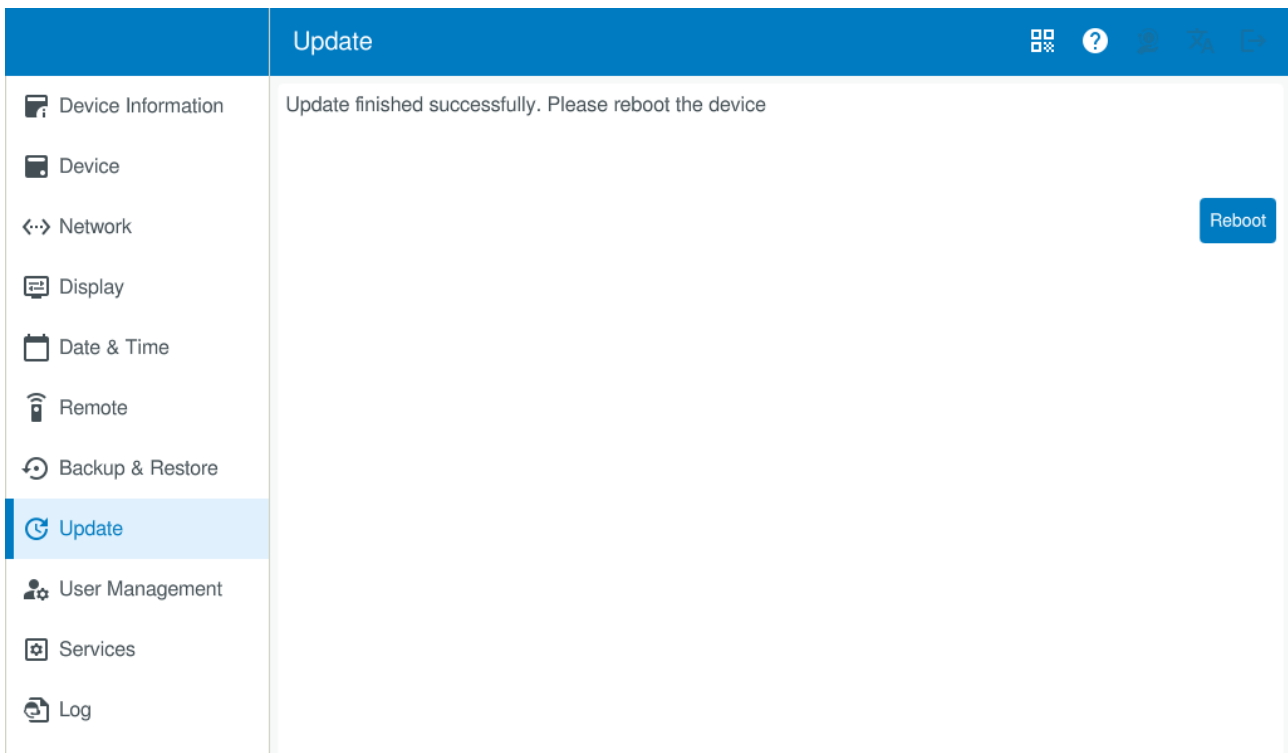 Update
Device Information
Device
Network
Display
Date & Time
Remote
Backup & Restore
Update
User Management
Services
Log
Update finished successfully. Please reboot the device
Reboot